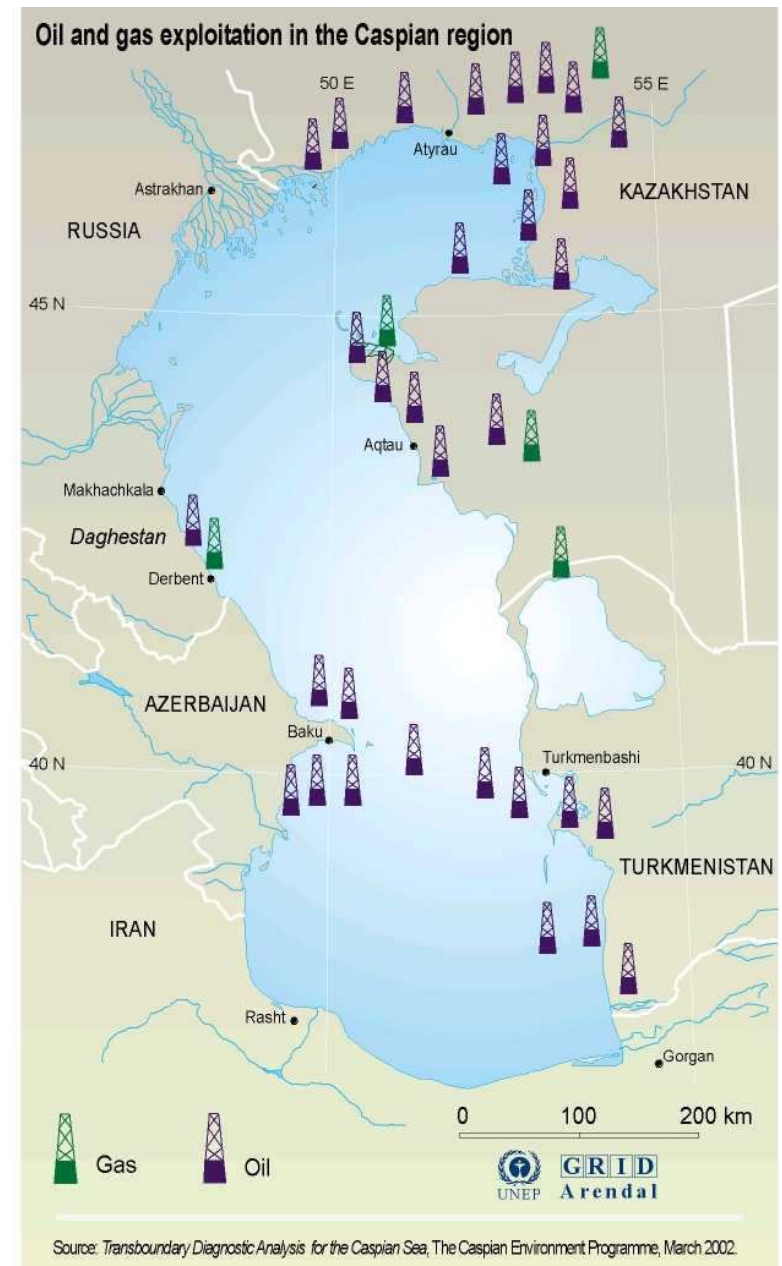 Oil and gas exploitation in the Caspian region
50 E
55 E
Atyrau
Astrakhan
KAZAKHSTAN
RUSSIA
45 N
Aqtau
Makhachkala
Daghestan
Derbent
AZERBAIJAN
Baku
Turkmenbashi
40 N
40 N
TURKMENISTAN
IRAN
Rasht
Gorgan
0 100 200 km
Gas
Oil
UNEP
GRID
Arendal
Source: Transboundary Diagnostic Analysis for the Caspian Sea, The Caspian Environment Programme, March 2002.